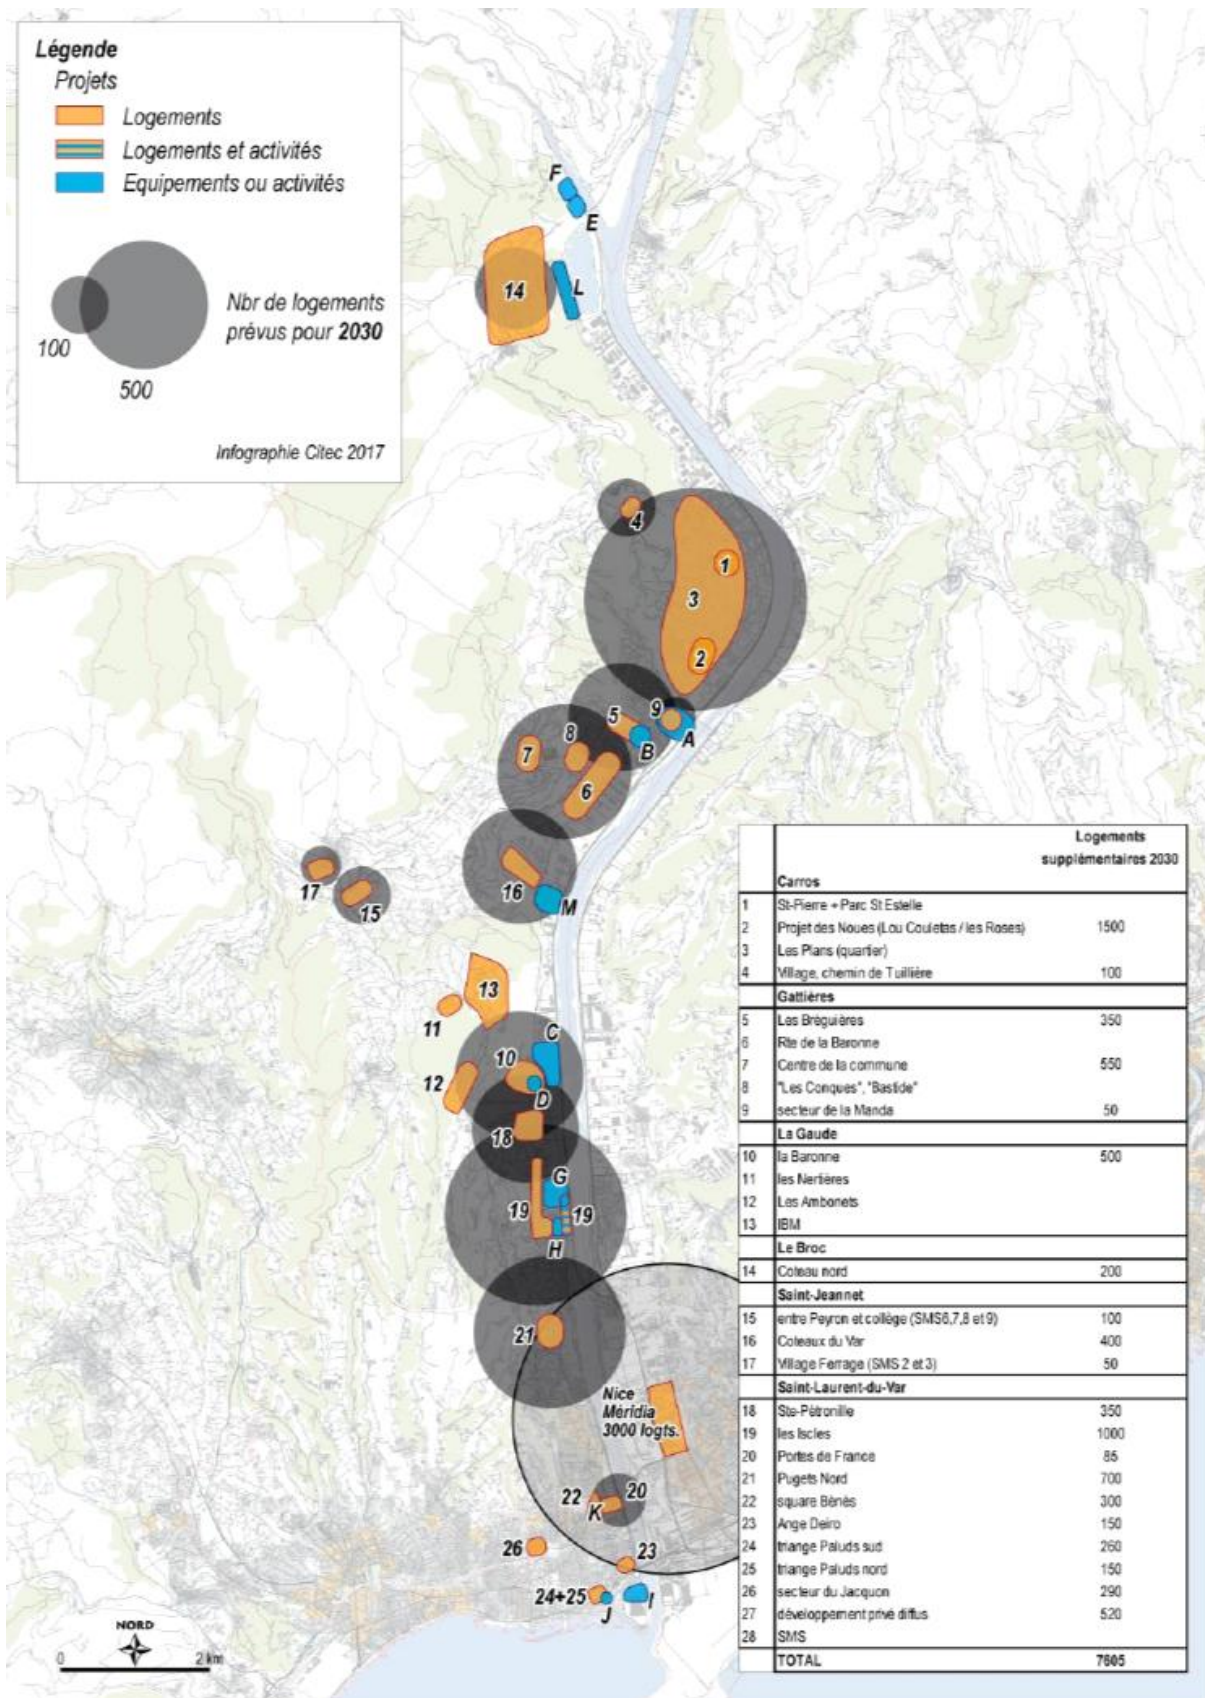 Légende
Projets
Logements
Logements et activités
Equipements ou activités
Nbr de logements
prévus pour 2030
100
500
Infographie Citec 2017
F
E
14
L
4
1
3
2
5
9
8
B
A
7
6
17
15
16
M
13
11
C
10
12
D
18
G
19
19
H
21
Nice
Méridia
3000 logts.
22
20
K
26
23
24+25
J
I
NORD
0
2 km
Logements
supplémentaires 2030
Carros
1 St-Pierre + Parc St Estelle
2 Projet des Noues (Lou Couletas / les Roses) 1500
3 Les Plans (quartier)
4 Village, chemin de Tuillière 100
Gattières
5 Les Bréguières 350
6 Rte de la Baronne
7 Centre de la commune 550
8 "Les Conques", "Bastide"
9 secteur de la Manda 50
La Gaude
10 la Baronne 500
11 les Nertières
12 Les Ambonets
13 IBM
Le Broc
14 Coteau nord 200
Saint-Jeannet
15 entre Peyron et collège (SMS6,7,8 et 9) 100
16 Coteaux du Var 400
17 Village Ferrage (SMS 2 et 3) 50
Saint-Laurent-du-Var
18 Ste-Pétronille 350
19 les Iscles 1000
20 Portes de France 85
21 Pugets Nord 700
22 square Bénès 300
23 Ange Deiro 150
24 triange Paluds sud 260
25 triange Paluds nord 150
26 secteur du Jacquon 290
27 développement privé diffus 520
28 SMS
TOTAL 7605